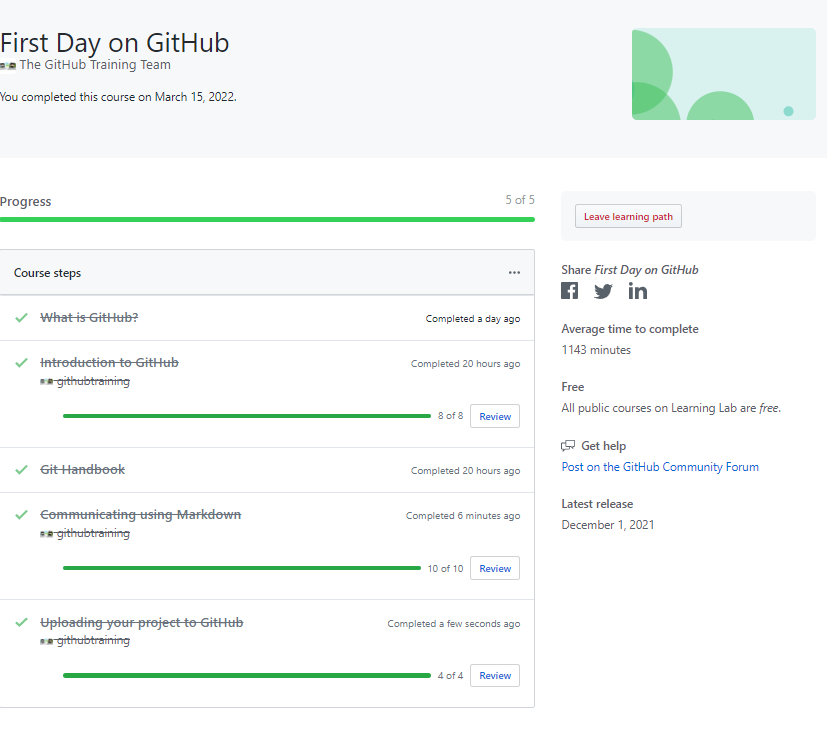 First Day on GitHub
The GitHub Training Team
You completed this course on March 15, 2022.
Progress
5 of 5
Course steps
What is GitHub?
Completed a day ago
Introduction to GitHub
Completed 20 hours ago
githubtraining
8 of 8
Review
Git Handbook
Completed 20 hours ago
Communicating using Markdown
Completed 6 minutes ago
githubtraining
10 of 10
Review
Uploading your project to GitHub
Completed a few seconds ago
githubtraining
4 of 4
Review
Leave learning path
Share First Day on GitHub
Average time to complete
1143 minutes
Free
All public courses on Learning Lab are free.
Get help
Post on the GitHub Community Forum
Latest release
December 1, 2021